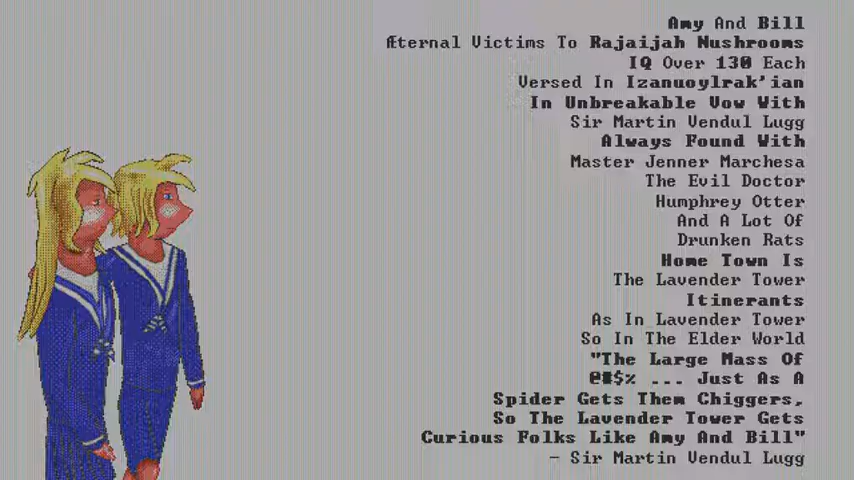 Amy And Bill
Æternal Victims To Rajaijah Nushrooms
IQ Over 130 Each
Versed In Izanuoylrak'ian
In Unbreakable Vow With
Sir Martin Vendul Lugg
Always Found With
Master Jenner Marchesa
The Evil Doctor
Humphrey Otter
And A Lot Of
Drunken Rats
Home Town Is
The Lavender Tower
Itinerants
As In Lavender Tower
So In The Elder World
"The Large Mass Of
@#$% ... Just As A
Spider Gets Them Chiggers,
So The Lavender Tower Gets
Curious Folks Like Amy And Bill"
- Sir Martin Vendul Lugg